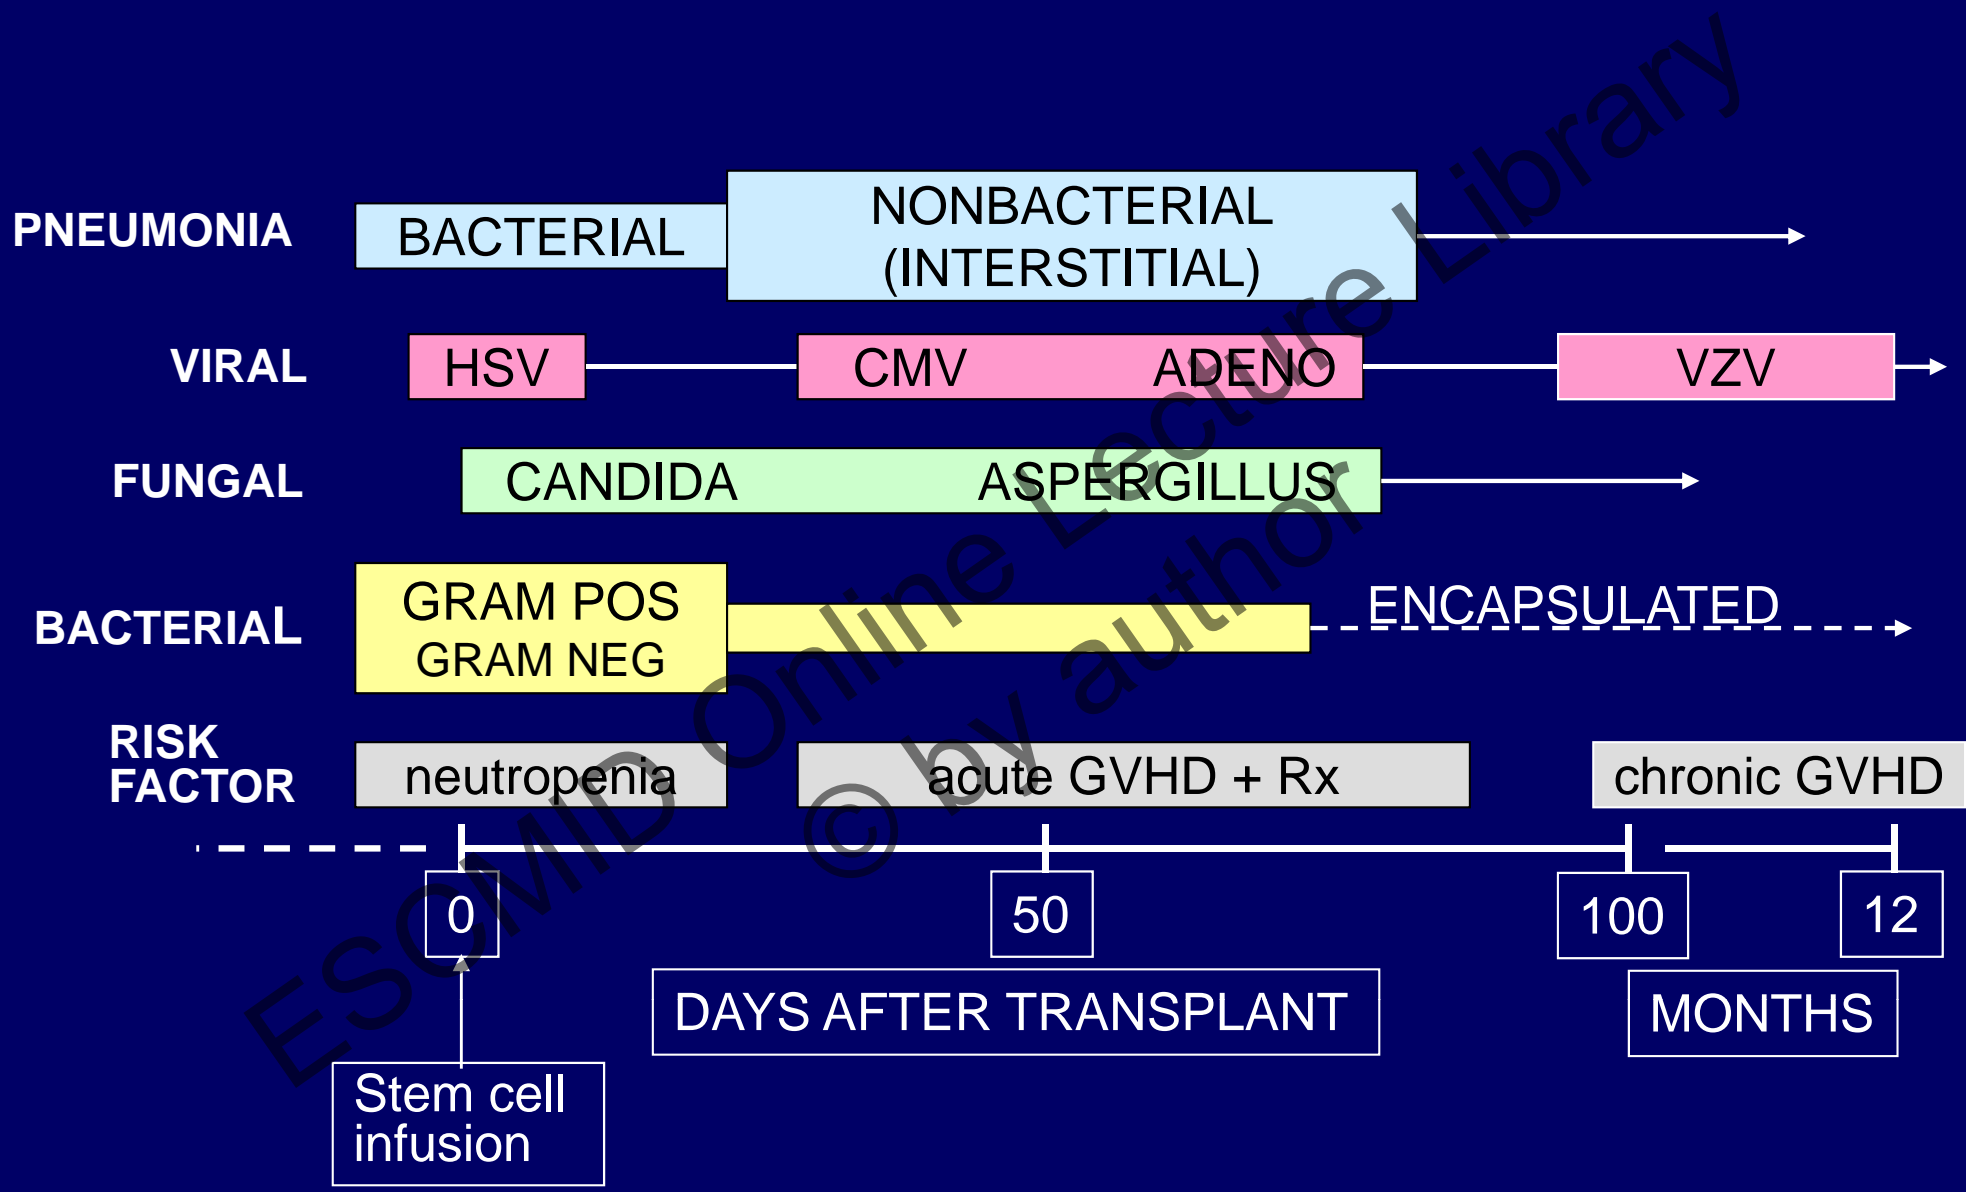 PNEUMONIA
BACTERIAL
NONBACTERIAL
(INTERSTITIAL)
VIRAL
HSV
CMV ADENO
VZV
FUNGAL
CANDIDA ASPERGILLUS
BACTERIAL
GRAM POS
GRAM NEG
ENCAPSULATED
RISK
FACTOR
neutropenia
acute GVHD + Rx
chronic GVHD
0
50
100
12
DAYS AFTER TRANSPLANT
MONTHS
Stem cell
infusion
ESCMID Online Lecture Library
© by author